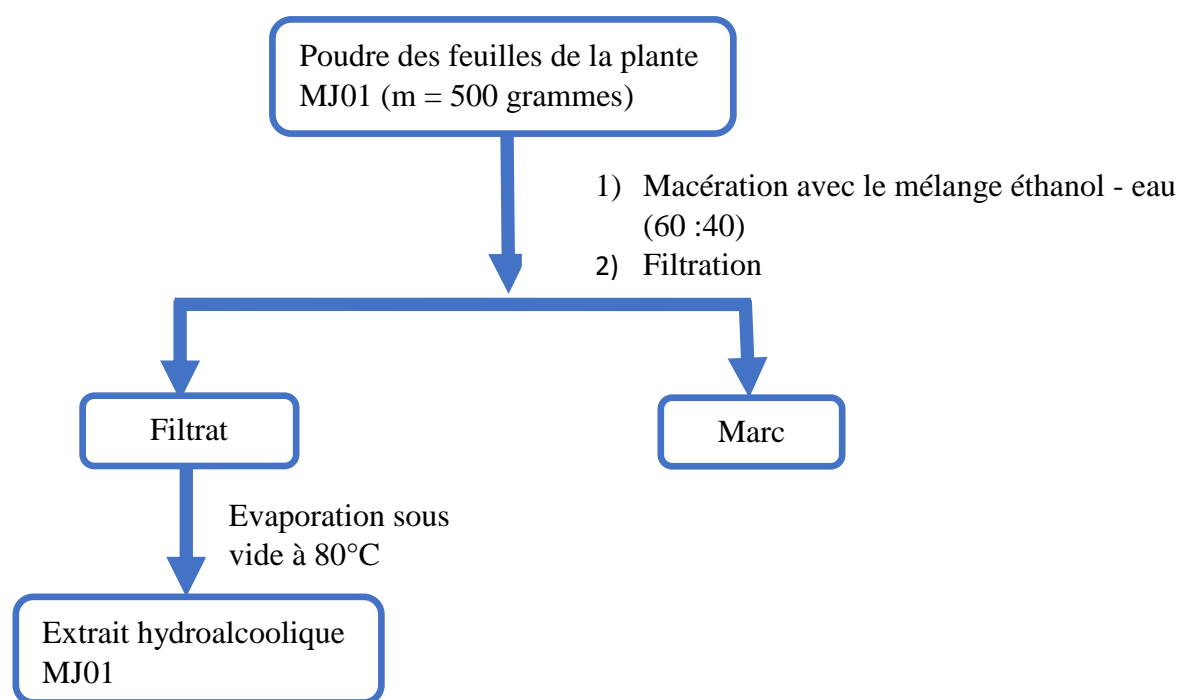 Poudre des feuilles de la plante
MJ01 (m = 500 grammes)
1) Macération avec le mélange éthanol - eau
(60 :40)
2) Filtration
Filtrat
Marc
Evaporation sous
vide à 80°C
Extrait hydroalcoolique
MJ01